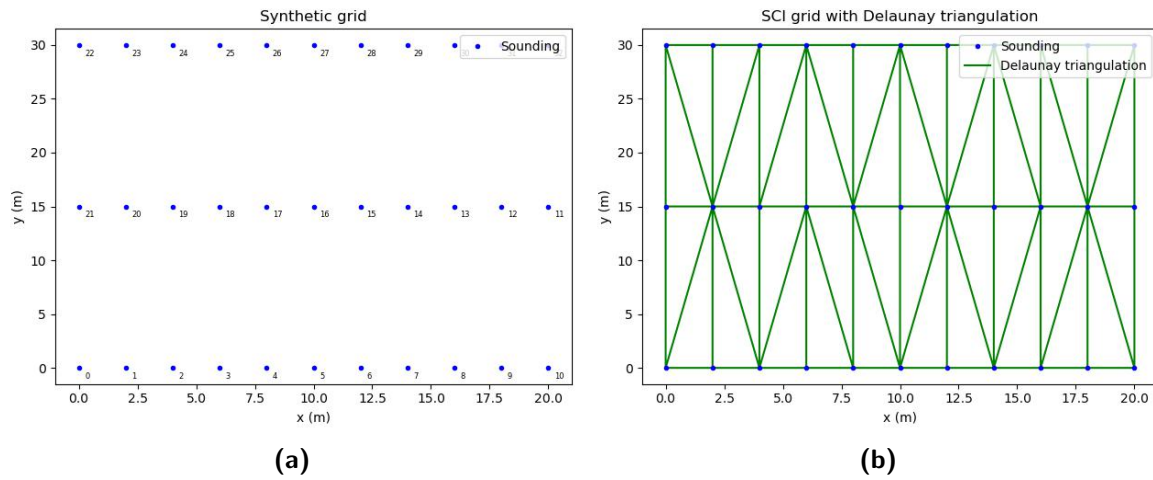 Synthetic grid
30
25
20
15
10
5
0
y (m)
22 23 24 25 26 27 28 29 30
Sounding
21 20 19 18 17 16 15 14 13 12 11
0 1 2 3 4 5 6 7 8 9 10
0.0 2.5 5.0 7.5 10.0 12.5 15.0 17.5 20.0
x (m)
(a)
SCI grid with Delaunay triangulation
30
25
20
15
10
5
0
y (m)
Sounding
Delaunay triangulation
0.0 2.5 5.0 7.5 10.0 12.5 15.0 17.5 20.0
x (m)
(b)